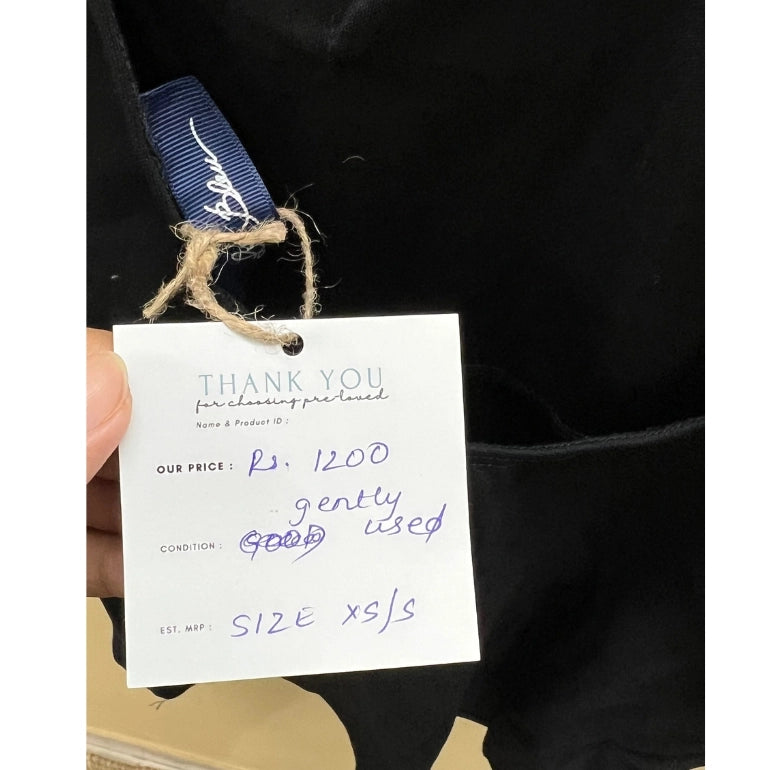 bleu
THANK YOU
for choosing pre-loved
Name & Product ID :
OUR PRICE : Rs. 1200
gently
CONDITION : used
EST. MRP : SIZE XS/S